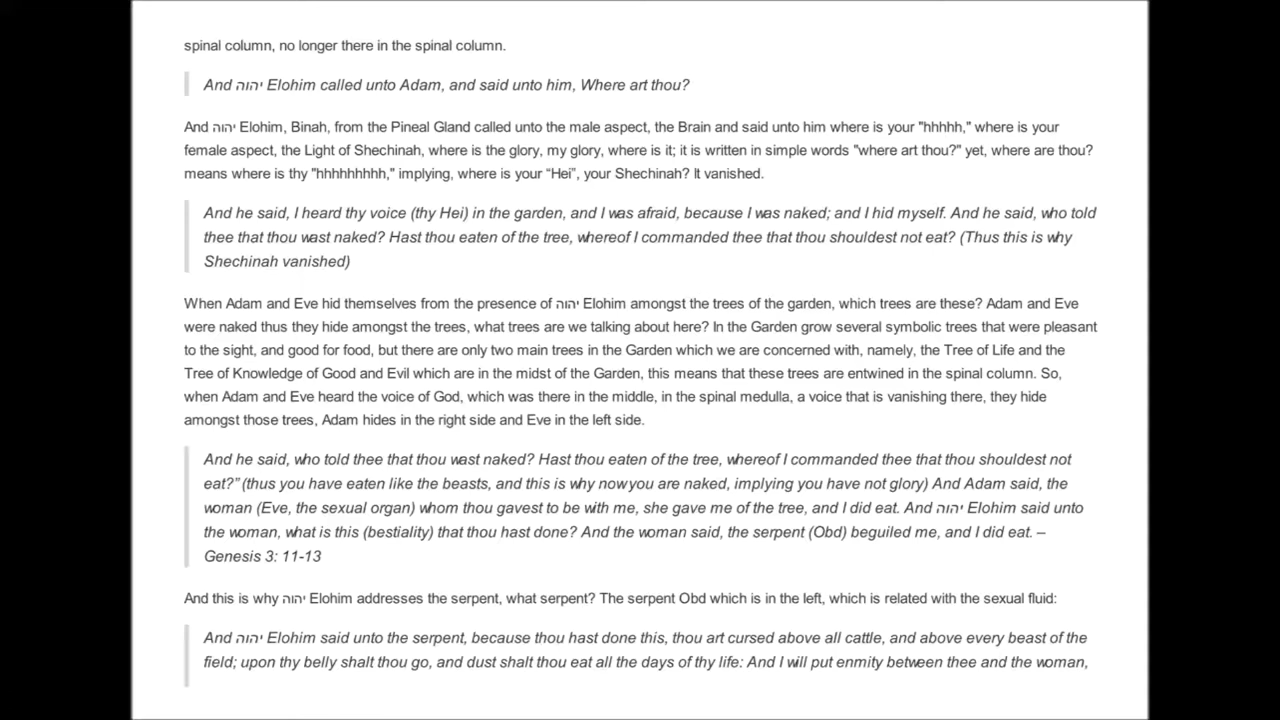 spinal column, no longer there in the spinal column.
And יהוה Elohim called unto Adam, and said unto him, Where art thou?
And יהוה Elohim, Binah, from the Pineal Gland called unto the male aspect, the Brain and said unto him where is your "hhhhh," where is your
female aspect, the Light of Shechinah, where is the glory, my glory, where is it; it is written in simple words "where art thou?" yet, where are thou?
means where is thy "hhhhhhhhh," implying, where is your “Hei”, your Shechinah? It vanished.
And he said, I heard thy voice (thy Hei) in the garden, and I was afraid, because I was naked; and I hid myself. And he said, who told
thee that thou wast naked? Hast thou eaten of the tree, whereof I commanded thee that thou shouldest not eat? (Thus this is why
Shechinah vanished)
When Adam and Eve hid themselves from the presence of יהוה Elohim amongst the trees of the garden, which trees are these? Adam and Eve
were naked thus they hide amongst the trees, what trees are we talking about here? In the Garden grow several symbolic trees that were pleasant
to the sight, and good for food, but there are only two main trees in the Garden which we are concerned with, namely, the Tree of Life and the
Tree of Knowledge of Good and Evil which are in the midst of the Garden, this means that these trees are entwined in the spinal column. So,
when Adam and Eve heard the voice of God, which was there in the middle, in the spinal medulla, a voice that is vanishing there, they hide
amongst those trees, Adam hides in the right side and Eve in the left side.
And he said, who told thee that thou wast naked? Hast thou eaten of the tree, whereof I commanded thee that thou shouldest not
eat?” (thus you have eaten like the beasts, and this is why now you are naked, implying you have not glory) And Adam said, the
woman (Eve, the sexual organ) whom thou gavest to be with me, she gave me of the tree, and I did eat. And יהוה Elohim said unto
the woman, what is this (bestiality) that thou hast done? And the woman said, the serpent (Obd) beguiled me, and I did eat. –
Genesis 3: 11-13
And this is why יהוה Elohim addresses the serpent, what serpent? The serpent Obd which is in the left, which is related with the sexual fluid:
And יהוה Elohim said unto the serpent, because thou hast done this, thou art cursed above all cattle, and above every beast of the
field; upon thy belly shalt thou go, and dust shalt thou eat all the days of thy life: And I will put enmity between thee and the woman,